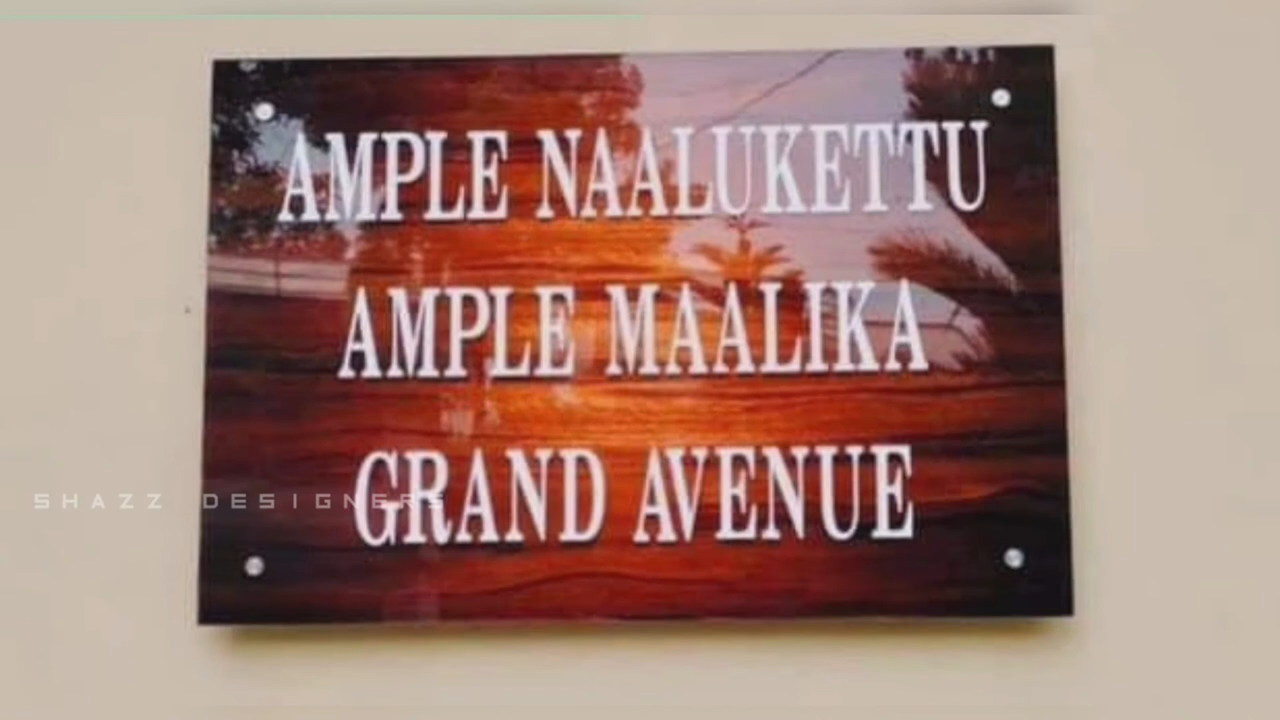 AMPLE NAALUKETTU
AMPLE MAALIKA
GRAND AVENUE
SHAZZ DESIGNERS